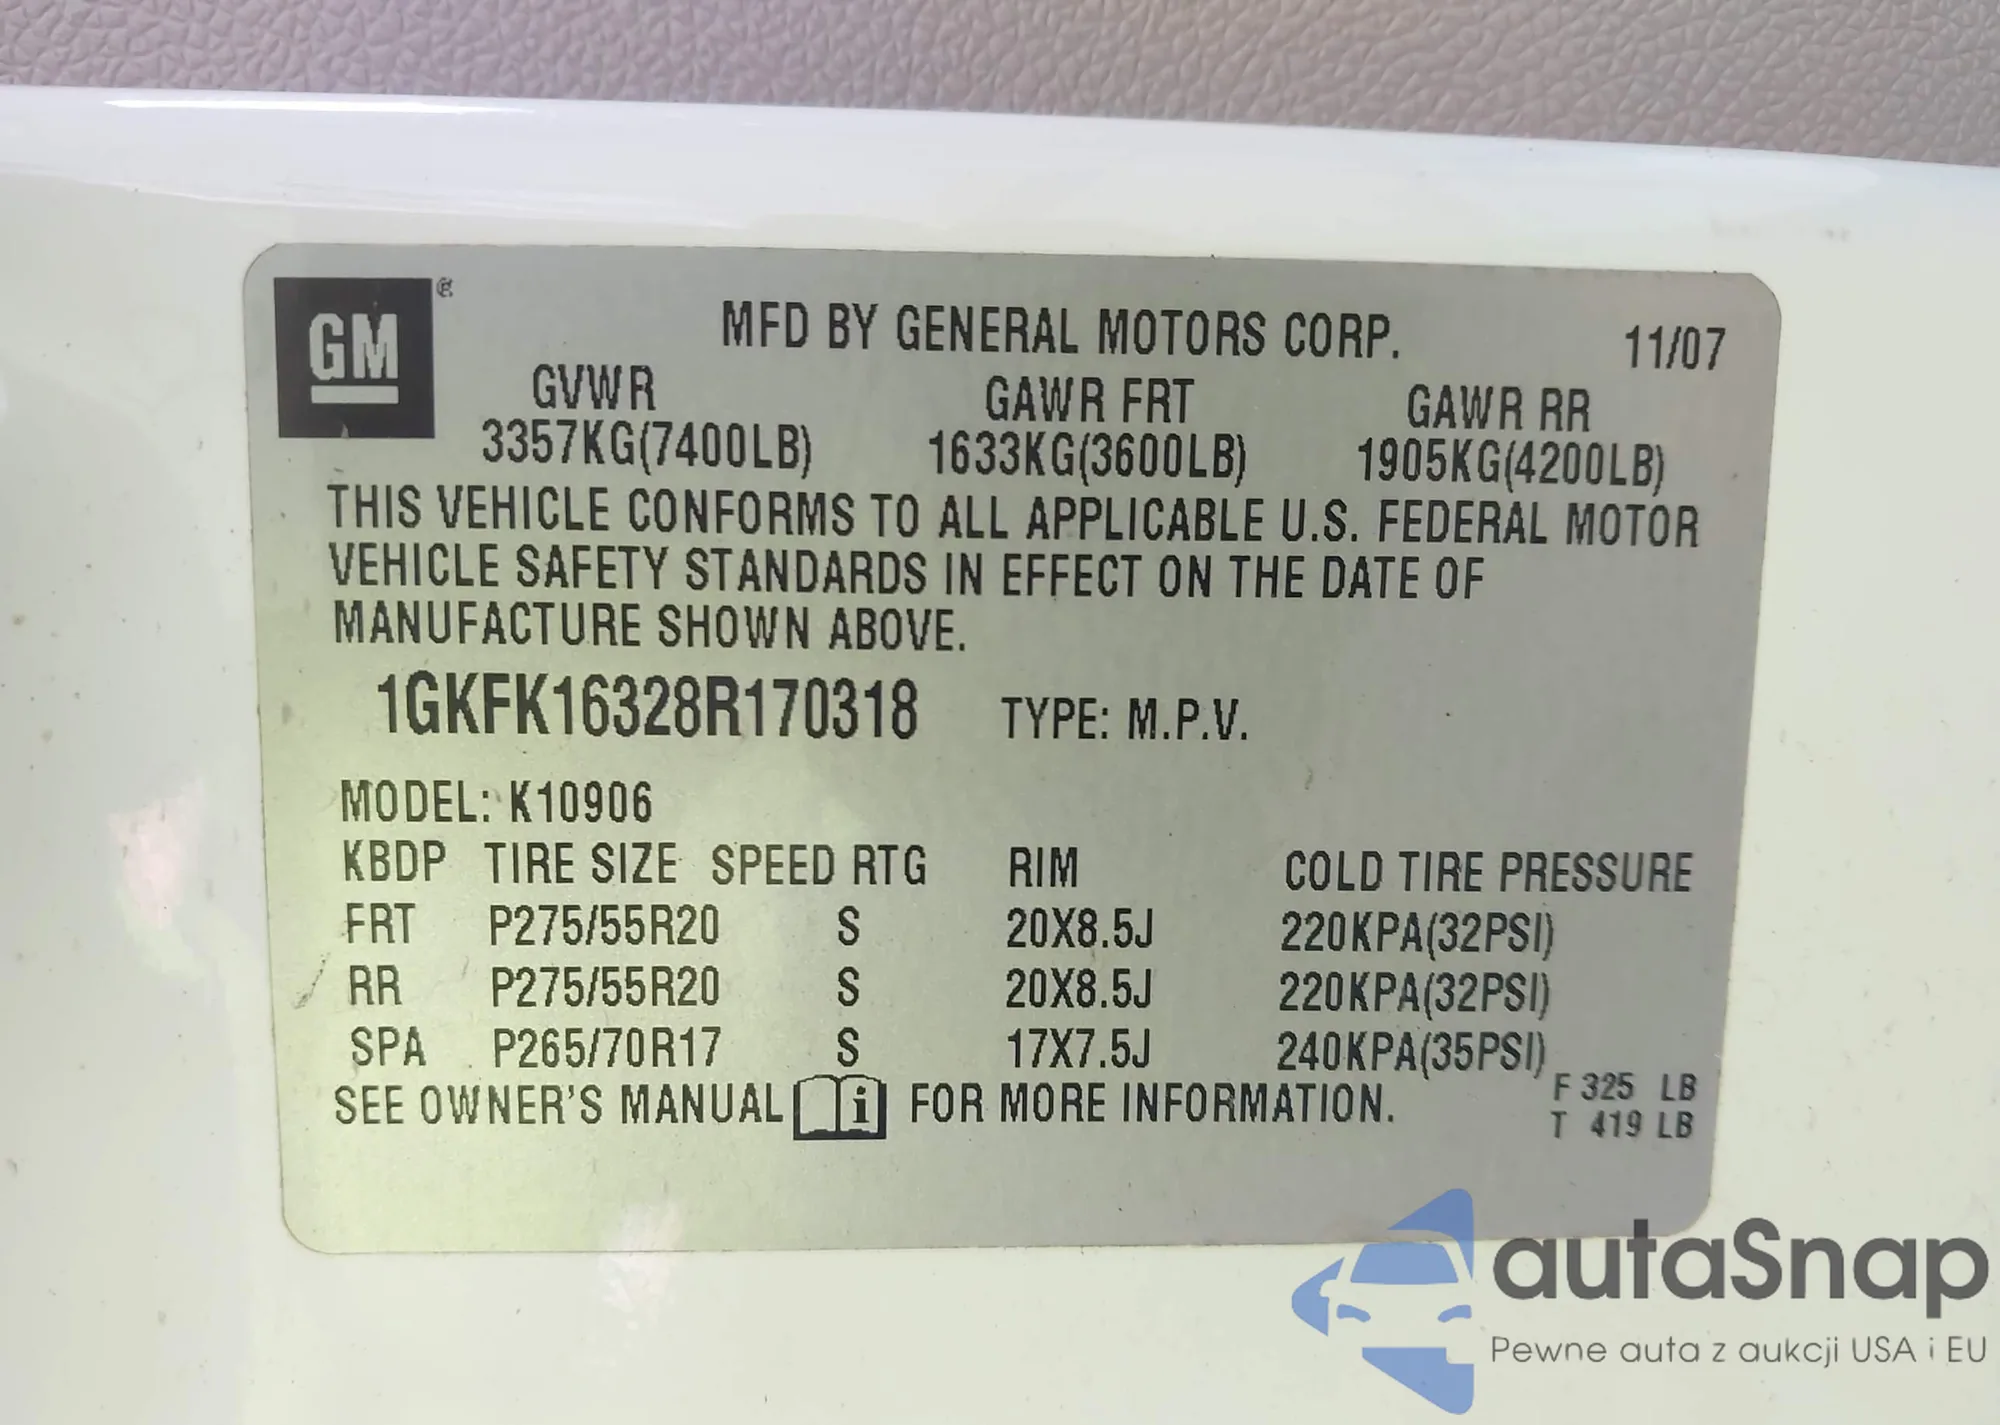 GM
MFD BY GENERAL MOTORS CORP. 11/07
GVWR GAWR FRT GAWR RR
3357KG(7400LB) 1633KG(3600LB) 1905KG(4200LB)
THIS VEHICLE CONFORMS TO ALL APPLICABLE U.S. FEDERAL MOTOR
VEHICLE SAFETY STANDARDS IN EFFECT ON THE DATE OF
MANUFACTURE SHOWN ABOVE.
1GKFK16328R170318 TYPE: M.P.V.
MODEL: K10906
KBDP TIRE SIZE SPEED RTG RIM COLD TIRE PRESSURE
FRT P275/55R20 S 20X8.5J 220KPA(32PSI)
RR P275/55R20 S 20X8.5J 220KPA(32PSI)
SPA P265/70R17 S 17X7.5J 240KPA(35PSI)
F 325 LB
SEE OWNER'S MANUAL i FOR MORE INFORMATION.
T 419 LB
autaSnap
Pewne auta z aukcji USA i EU